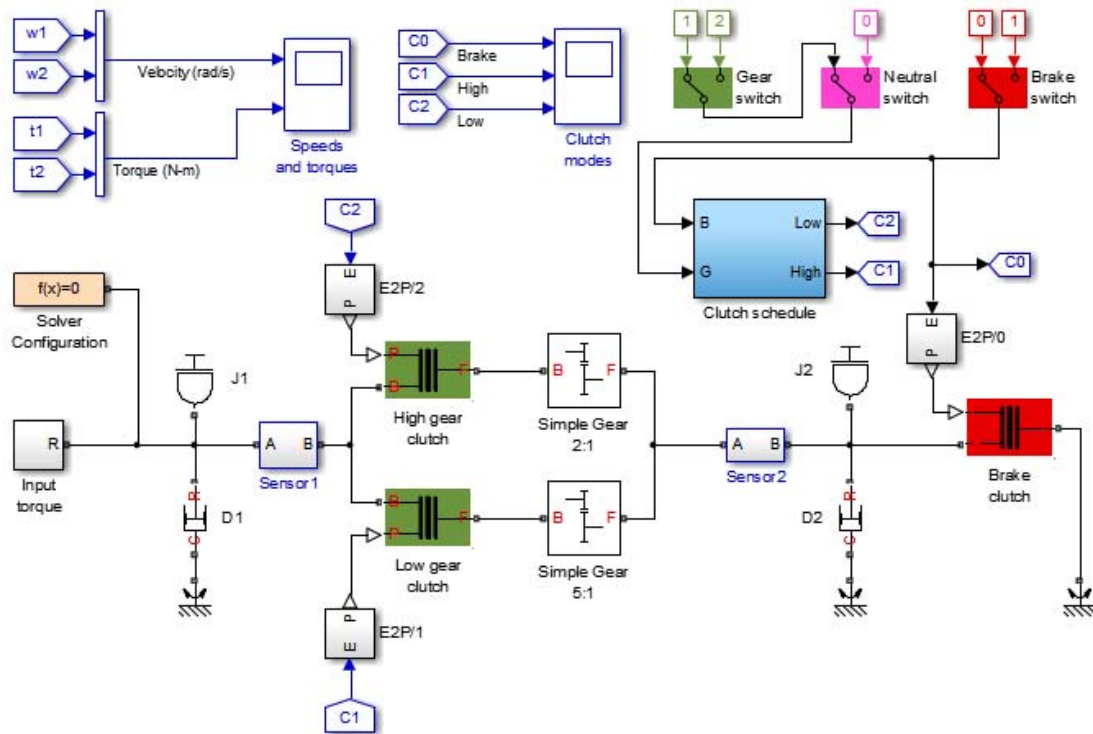 w1
w2
Velocity (rad/s)
t1
t2
Torque (N-m)
Speeds
and torques
C0
Brake
C1
High
C2
Low
Clutch
modes
1
2
Gear
switch
0
Neutral
switch
0
1
Brake
switch
B
G
Low
High
Clutch schedule
C2
C1
C0
E
P
E2P/0
C2
E
P
E2P/2
f(x)=0
Solver
Configuration
J1
R
Input
torque
A
B
Sensor1
D1
R
C
P
B
F
High gear
clutch
B
F
Simple Gear
2:1
B
P
F
Low gear
clutch
B
F
Simple Gear
5:1
P
E
E2P/1
C1
A
B
Sensor2
J2
D2
R
C
Brake
clutch